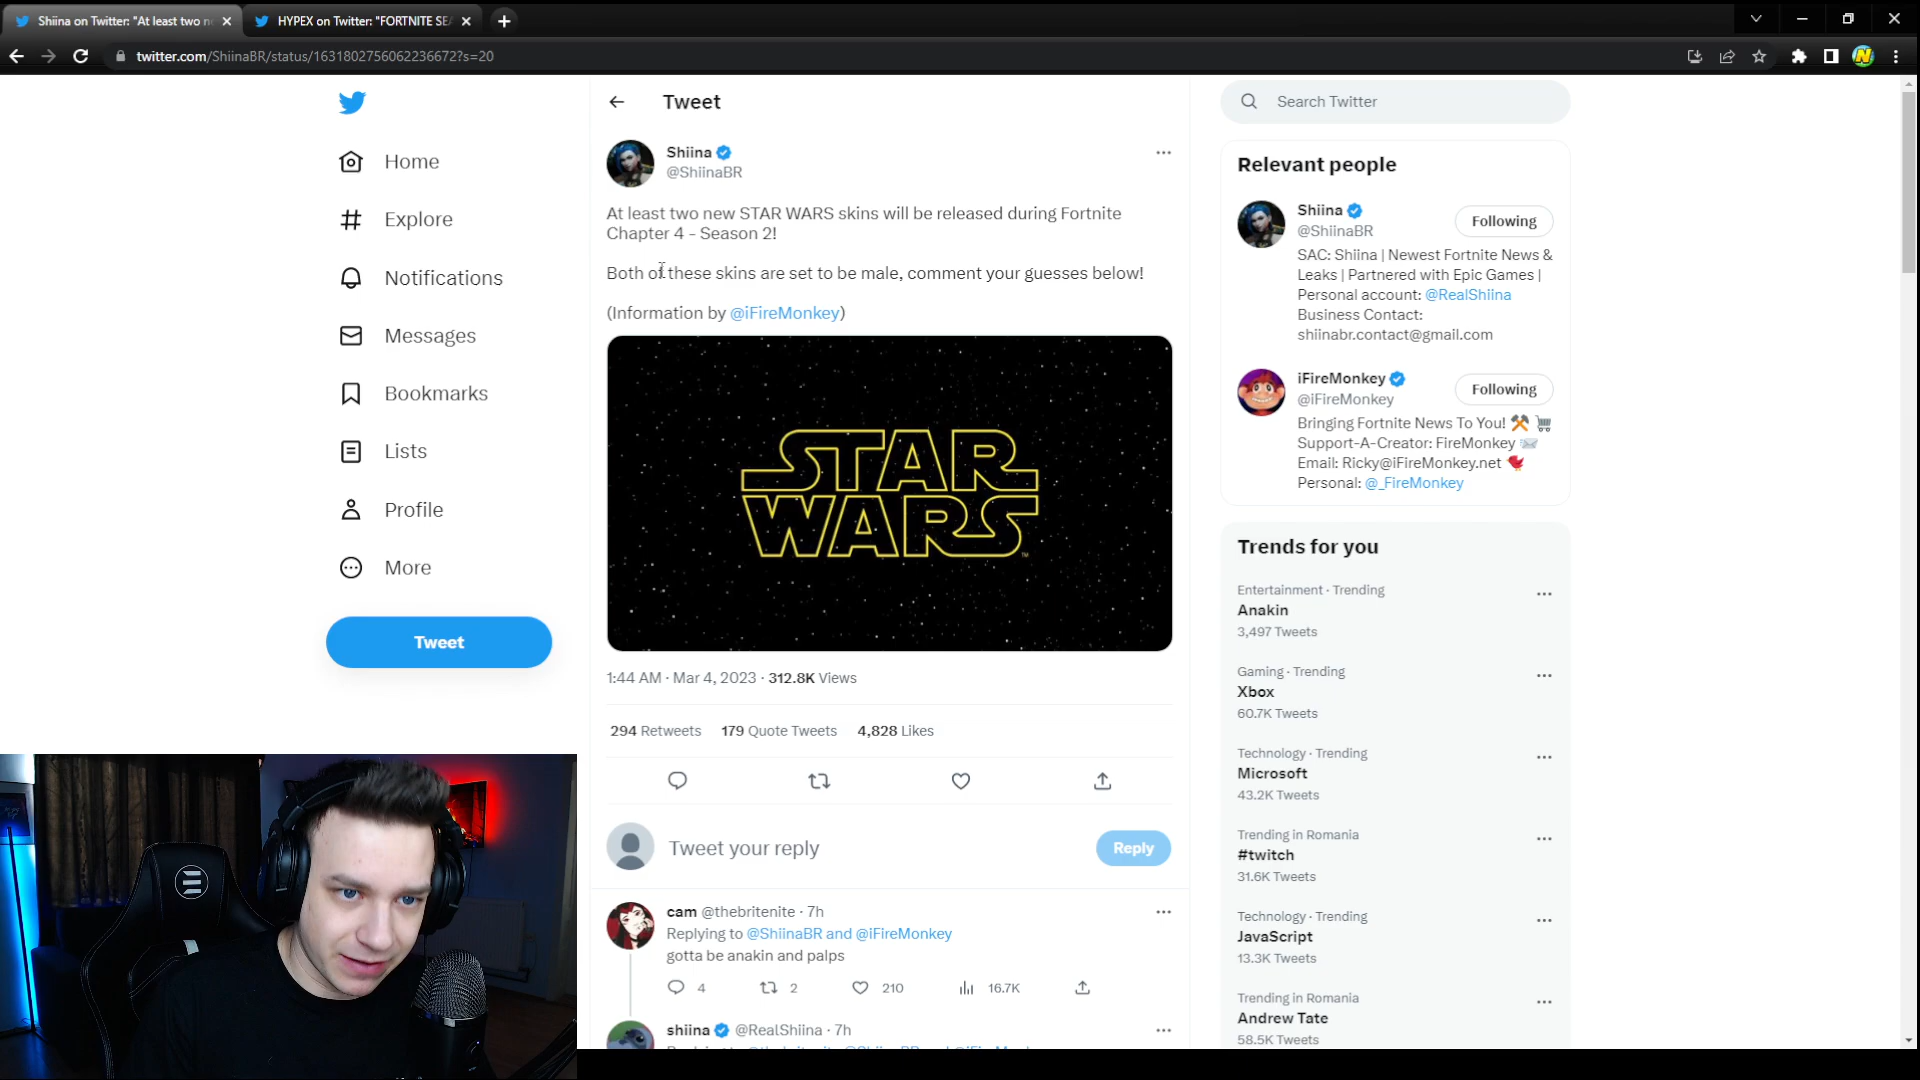 Shiina on Twitter: "At least two n
HYPEX on Twitter: "FORTNITE SEA
twitter.com/ShiinaBR/status/1631802756062236672?s=20
Home
Explore
Notifications
Messages
Bookmarks
Lists
Profile
More
Tweet
Tweet
Shiina
@ShiinaBR
At least two new STAR WARS skins will be released during Fortnite
Chapter 4 - Season 2!
Both of these skins are set to be male, comment your guesses below!
(Information by @iFireMonkey)
STAR
WARS
1:44 AM · Mar 4, 2023 · 312.8K Views
294 Retweets 179 Quote Tweets 4,828 Likes
Tweet your reply
Reply
cam @thebritenite · 7h
Replying to @ShiinaBR and @iFireMonkey
gotta be anakin and palps
4 2 210 16.7K
shiina @RealShiina · 7h
Search Twitter
Relevant people
Shiina
@ShiinaBR
Following
SAC: Shiina | Newest Fortnite News &
Leaks | Partnered with Epic Games |
Personal account: @RealShiina
Business Contact:
shiinabr.contact@gmail.com
iFireMonkey
@iFireMonkey
Following
Bringing Fortnite News To You! ⚒️ 🛒
Support-A-Creator: FireMonkey 📨
Email: Ricky@iFireMonkey.net 🐦
Personal: @_FireMonkey
Trends for you
Entertainment · Trending
Anakin
3,497 Tweets
Gaming · Trending
Xbox
60.7K Tweets
Technology · Trending
Microsoft
43.2K Tweets
Trending in Romania
#twitch
31.6K Tweets
Technology · Trending
JavaScript
13.3K Tweets
Trending in Romania
Andrew Tate
58.5K Tweets